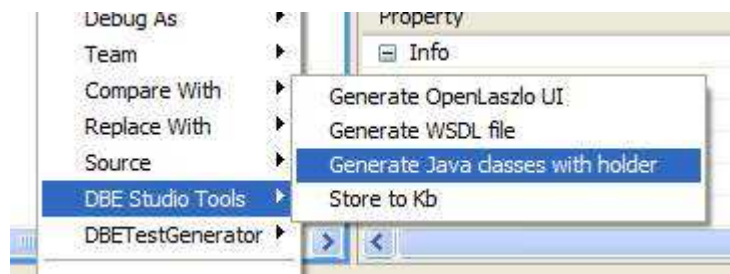 Debug As
Property
Team
Info
Compare With
Generate OpenLaszlo UI
Replace With
Generate WSDL file
Source
Generate Java classes with holder
DBE Studio Tools
Store to Kb
DBETestGenerator